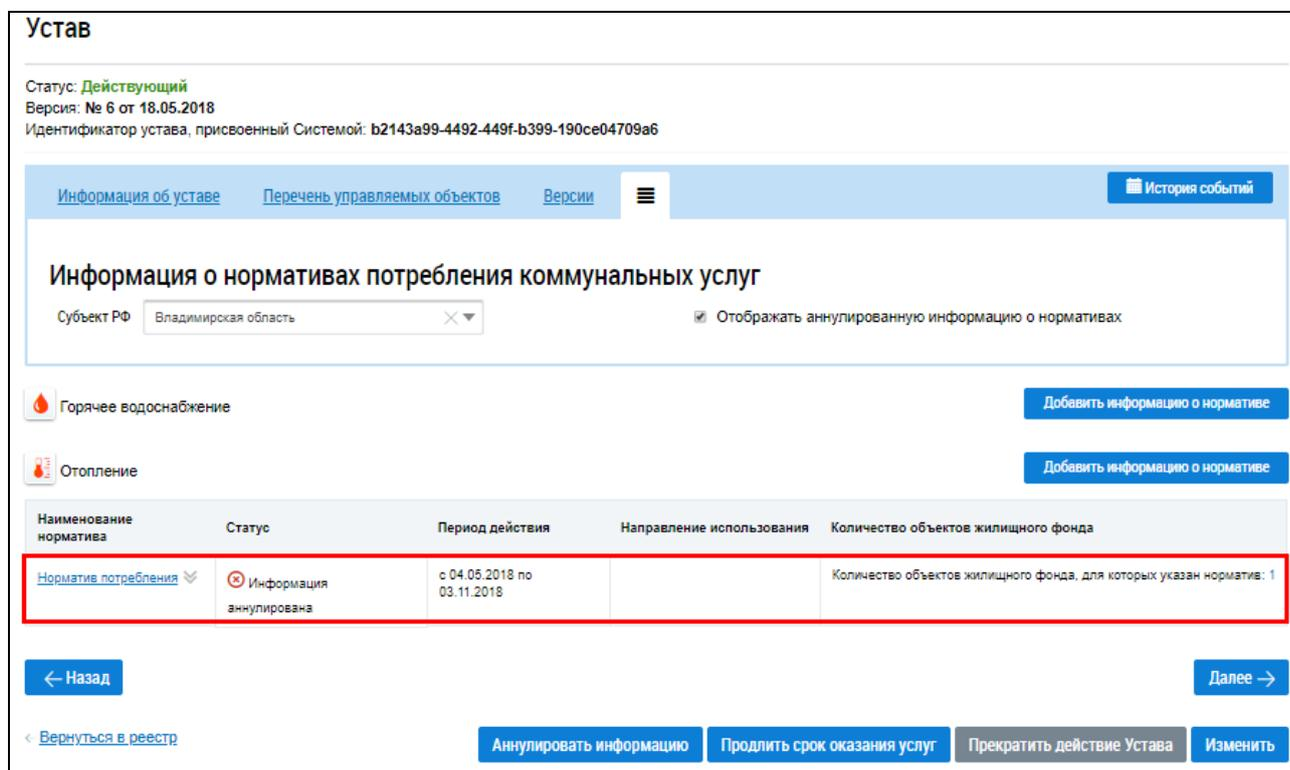 Устав
Статус: Действующий
Версия: № 6 от 18.05.2018
Идентификатор устава, присвоенный Системой: b2143a99-4492-449f-b399-190ce04709a6
Информация об уставе Перечень управляемых объектов Версии История событий
Информация о нормативах потребления коммунальных услуг
Субъект РФ Владимирская область Отображать аннулированную информацию о нормативах
Горячее водоснабжение Добавить информацию о нормативе
Отопление Добавить информацию о нормативе
Наименование норматива Статус Период действия Направление использования Количество объектов жилищного фонда
Норматив потребления Информация аннулирована с 04.05.2018 по 03.11.2018 Количество объектов жилищного фонда, для которых указан норматив: 1
← Назад Далее →
Вернуться в реестр Аннулировать информацию Продлить срок оказания услуг Прекратить действие Устава Изменить